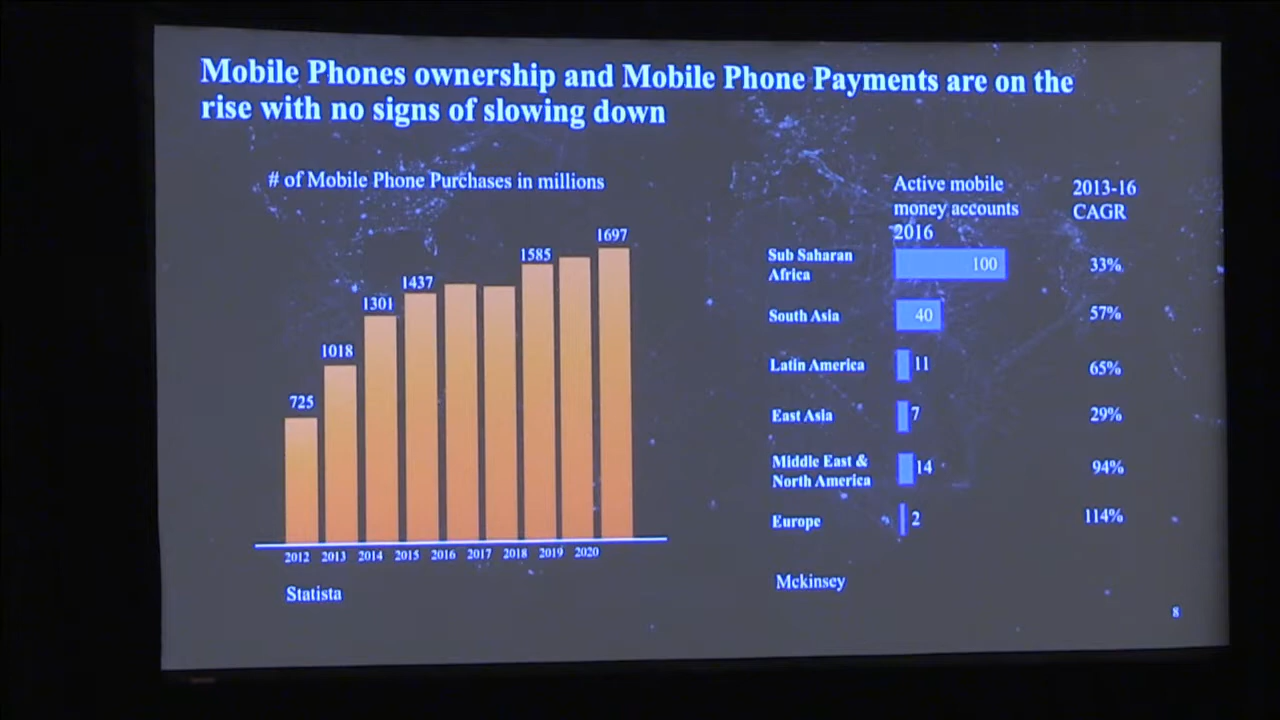 Mobile Phones ownership and Mobile Phone Payments are on the
rise with no signs of slowing down
# of Mobile Phone Purchases in millions
725
1018
1301
1437
1585
1697
2012 2013 2014 2015 2016 2017 2018 2019 2020
Statista
Active mobile
money accounts
2016
2013-16
CAGR
Sub Saharan
Africa
100
33%
South Asia
40
57%
Latin America
11
65%
East Asia
7
29%
Middle East &
North America
14
94%
Europe
2
114%
Mckinsey
8